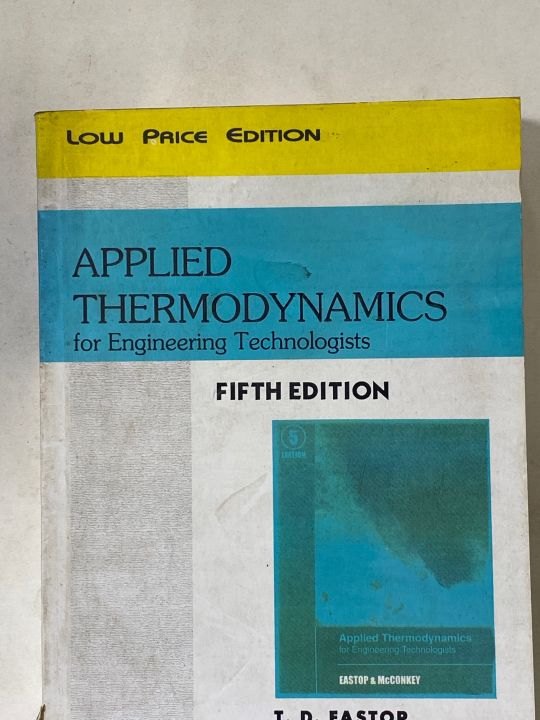 LOW PRICE EDITION
APPLIED
THERMODYNAMICS
for Engineering Technologists
FIFTH EDITION
5
EDITION
Applied Thermodynamics
for Engineering Technologists
EASTOP & McCONKEY
T. D. EASTOP